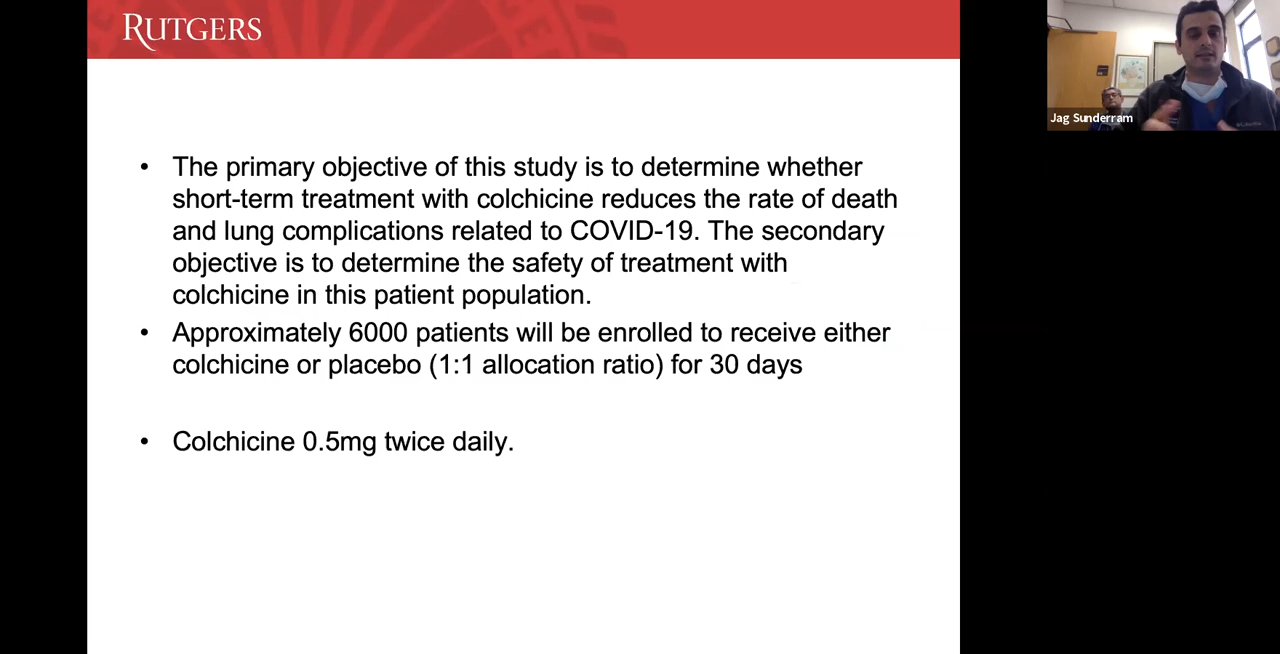 RUTGERS
Jag Sunderram
• The primary objective of this study is to determine whether
short-term treatment with colchicine reduces the rate of death
and lung complications related to COVID-19. The secondary
objective is to determine the safety of treatment with
colchicine in this patient population.
• Approximately 6000 patients will be enrolled to receive either
colchicine or placebo (1:1 allocation ratio) for 30 days
• Colchicine 0.5mg twice daily.